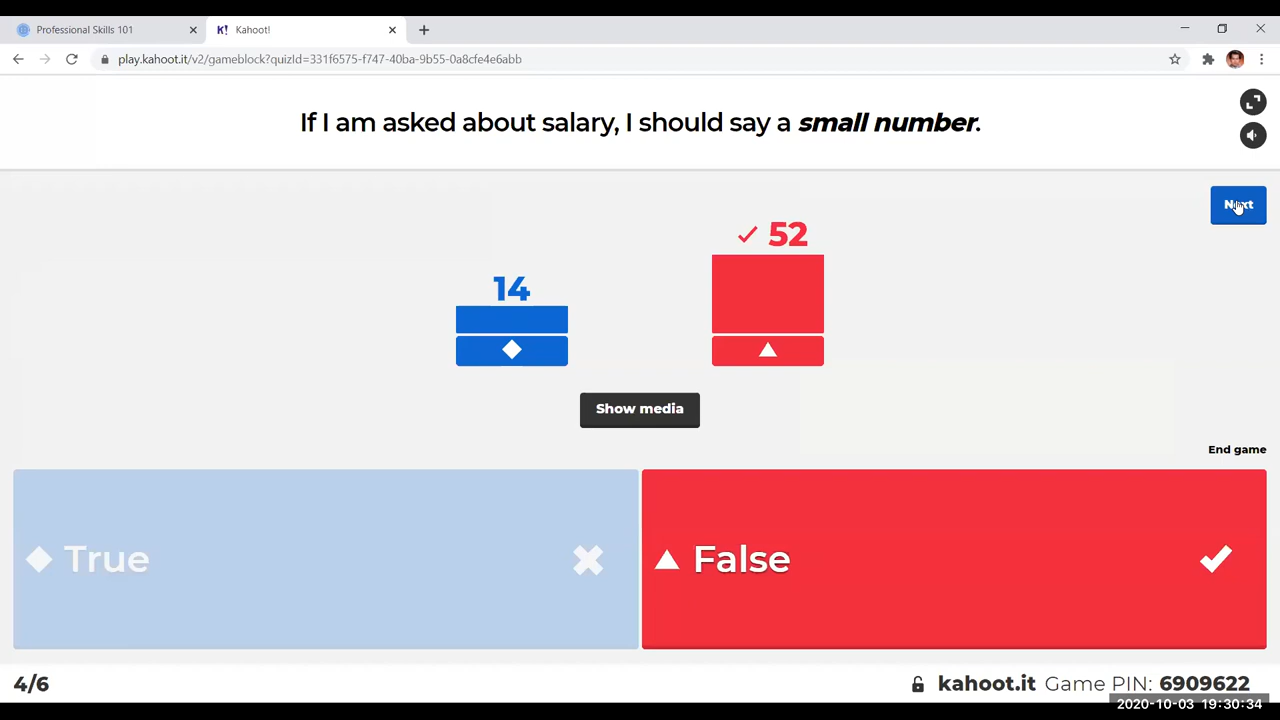 Professional Skills 101
K! Kahoot!
play.kahoot.it/v2/gameblock?quizId=331f6575-f747-40ba-9b55-0a8cfe4e6abb
If I am asked about salary, I should say a small number.
Next
52
14
Show media
End game
True
False
4/6
kahoot.it Game PIN: 6909622
2020-10-03 19:30:34